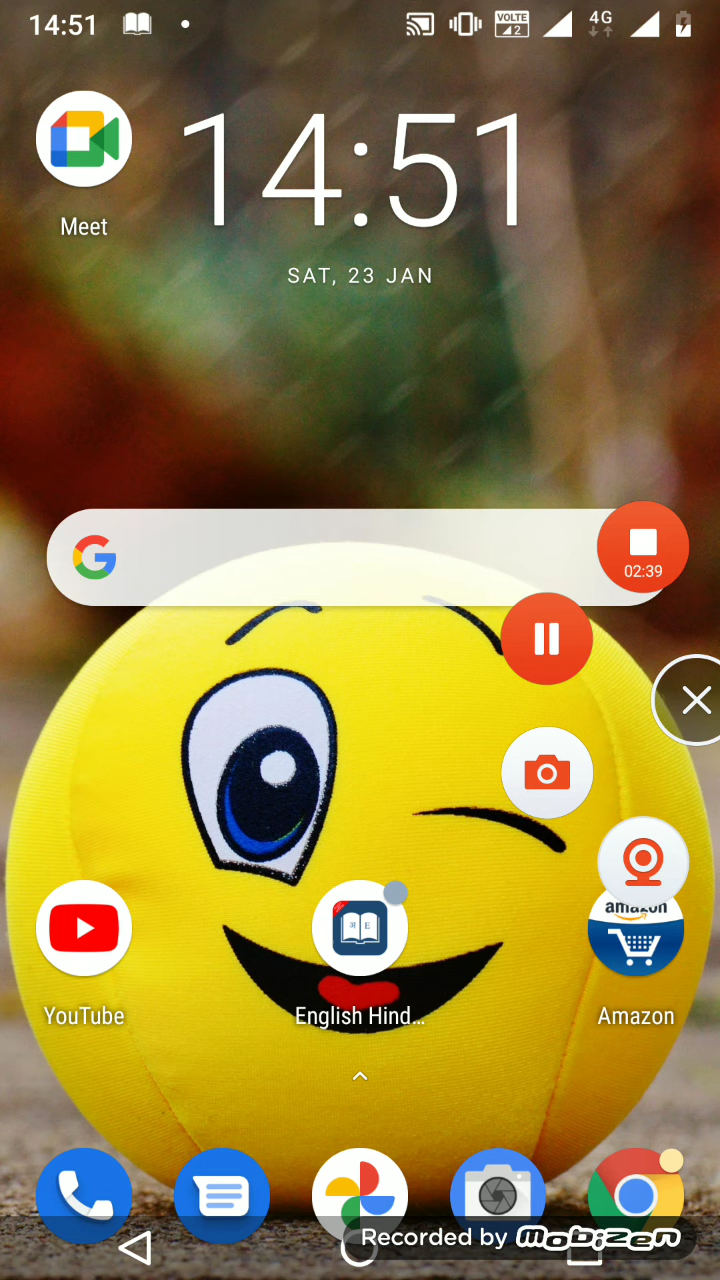 14:51
VOLTE
2
4G
14:51
SAT, 23 JAN
Meet
G
02:39
अ E
amazon
YouTube
English Hind...
Amazon
Recorded by mobizen